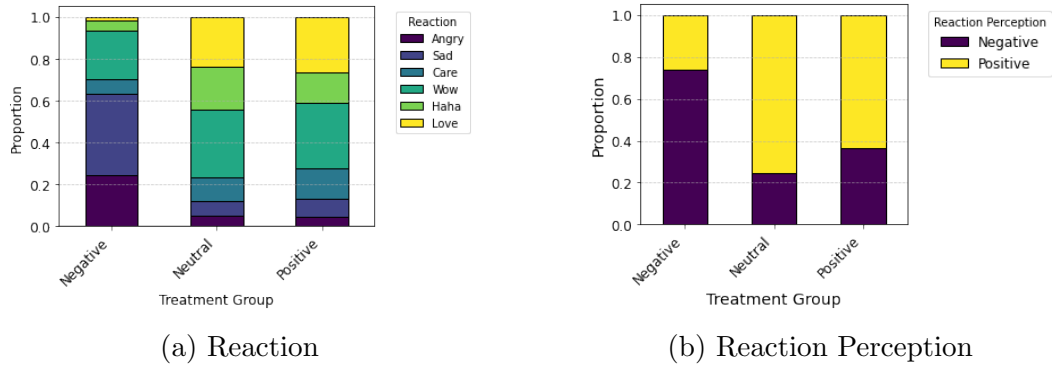 1.0
0.8
0.6
0.4
0.2
0.0
Proportion
Negative
Neutral
Positive
Treatment Group
Reaction
Angry
Sad
Care
Wow
Haha
Love
(a) Reaction
1.0
0.8
0.6
0.4
0.2
0.0
Proportion
Negative
Neutral
Positive
Treatment Group
Reaction Perception
Negative
Positive
(b) Reaction Perception